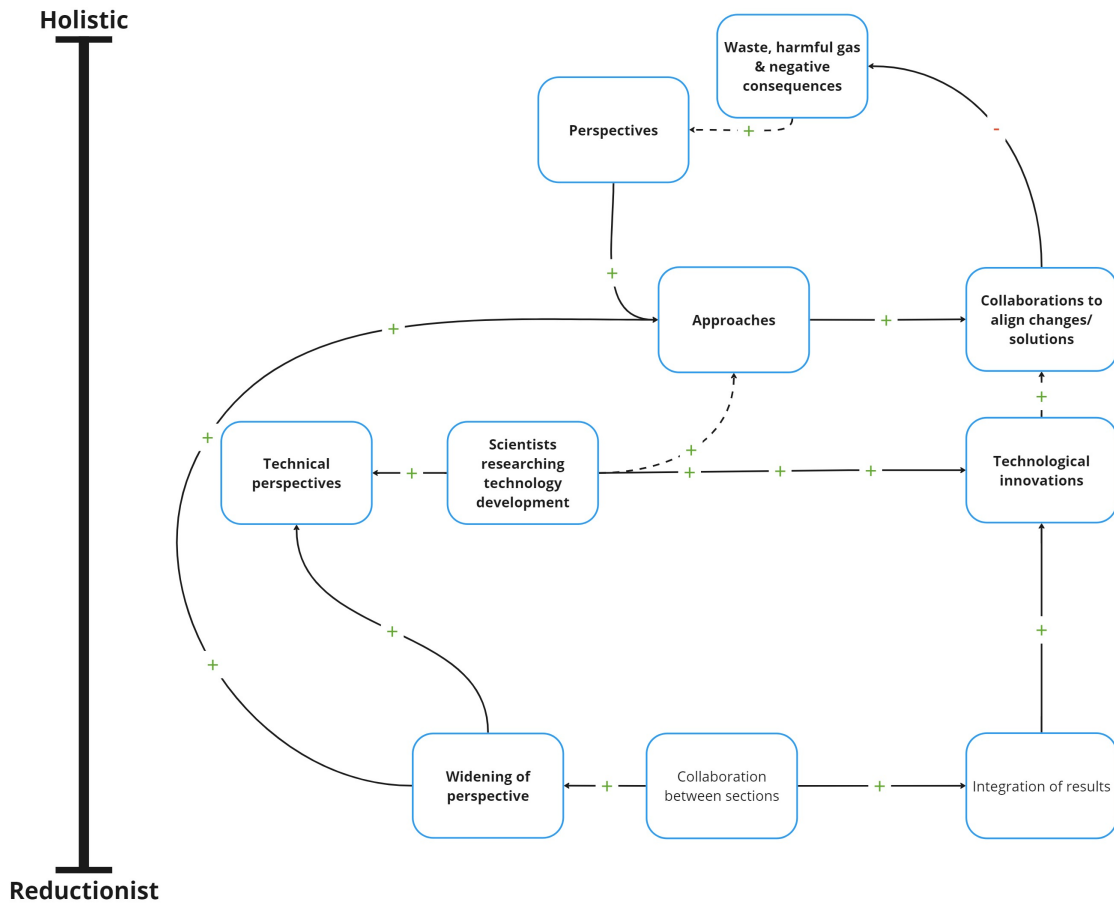 Holistic
Waste, harmful gas
& negative
consequences
Perspectives
+
-
+
Approaches
+
Collaborations to
align changes/
solutions
+
+
+
Technical
perspectives
+
Scientists
researching
technology
development
+
+
+
+
Technological
innovations
+
+
+
Widening of
perspective
+
Collaboration
between sections
+
Integration of results
Reductionist